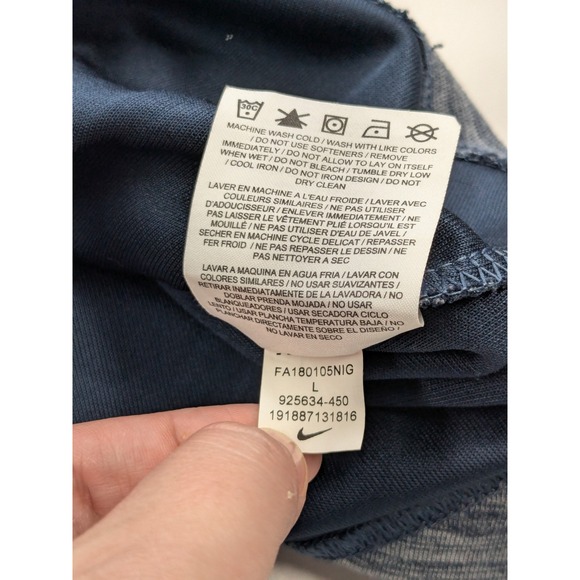 30C
MACHINE WASH COLD / WASH WITH LIKE COLORS
/ DO NOT USE SOFTENERS / REMOVE
IMMEDIATELY / DO NOT ALLOW TO LAY ON ITSELF
WHEN WET / DO NOT BLEACH / TUMBLE DRY LOW
/ COOL IRON / DO NOT IRON DESIGN / DO NOT
DRY CLEAN
LAVER EN MACHINE A L'EAU FROIDE / LAVER AVEC
COULEURS SIMILAIRES / NE PAS UTILISER
D'ADOUCISSEUR / ENLEVER IMMEDIATEMENT / NE
PAS LAISSER LE VÊTEMENT PLIÉ LORSQU'IL EST
MOUILLÉ / NE PAS UTILISER D'EAU DE JAVEL /
SECHER EN MACHINE CYCLE DELICAT / REPASSER
FER FROID / NE PAS REPASSER LE DESSIN / NE
PAS NETTOYER A SEC
LAVAR A MAQUINA EN AGUA FRIA / LAVAR CON
COLORES SIMILARES / NO USAR SUAVIZANTES /
RETIRAR INMEDIATAMENTE DE LA LAVADORA / NO
DOBLAR PRENDA MOJADA / NO USAR
BLANQUEADORES / USAR SECADORA CICLO
LENTO / USAR PLANCHA TEMPERATURA BAJA / NO
PLANCHAR DIRECTAMENTE SOBRE EL DISEÑO /
NO LAVAR EN SECO
FA180105NIG
L
925634-450
191887131816